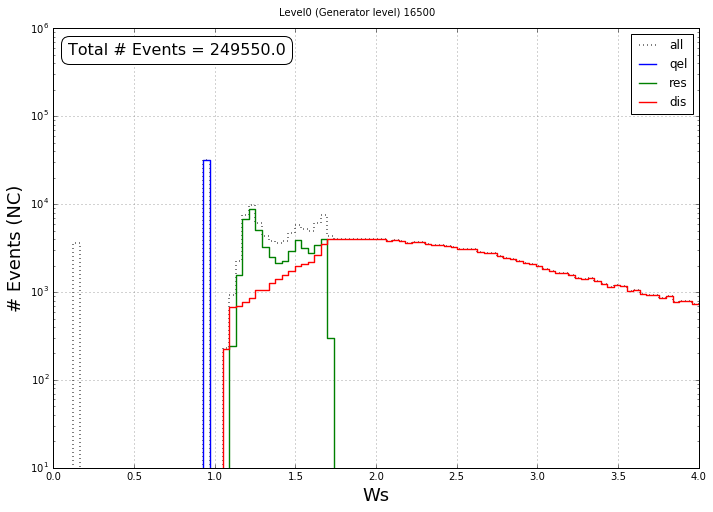 Level0 (Generator level) 16500
Total # Events = 249550.0
all
qel
res
dis
# Events (NC)
10^6
10^5
10^4
10^3
10^2
10^1
0.0 0.5 1.0 1.5 2.0 2.5 3.0 3.5 4.0
Ws